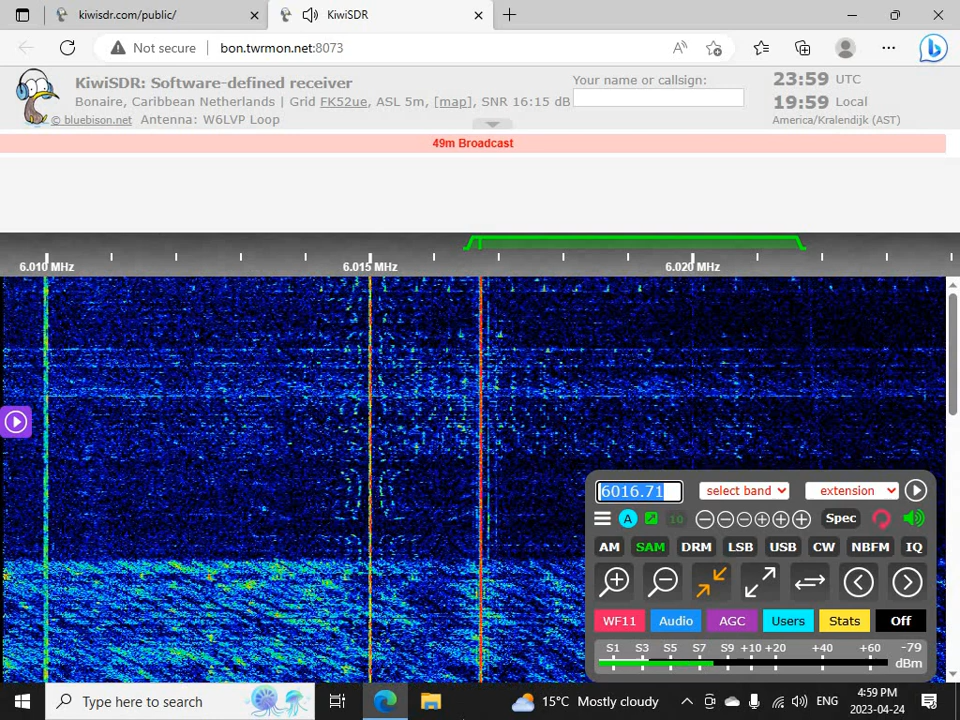 kiwisdr.com/public/
KiwiSDR
Not secure
bon.twrmon.net:8073
KiwiSDR: Software-defined receiver
Bonaire, Caribbean Netherlands | Grid FK52ue, ASL 5m, [map], SNR 16:15 dB
© bluebison.net Antenna: W6LVP Loop
Your name or callsign:
23:59 UTC
19:59 Local
America/Kralendijk (AST)
49m Broadcast
6.010 MHz 6.015 MHz 6.020 MHz
6016.71 select band extension
A 10 Spec
AM SAM DRM LSB USB CW NBFM IQ
WF11 Audio AGC Users Stats Off
S1 S3 S5 S7 S9 +10 +20 +40 +60 -79
dBm
Type here to search
15°C Mostly cloudy
ENG
4:59 PM
2023-04-24